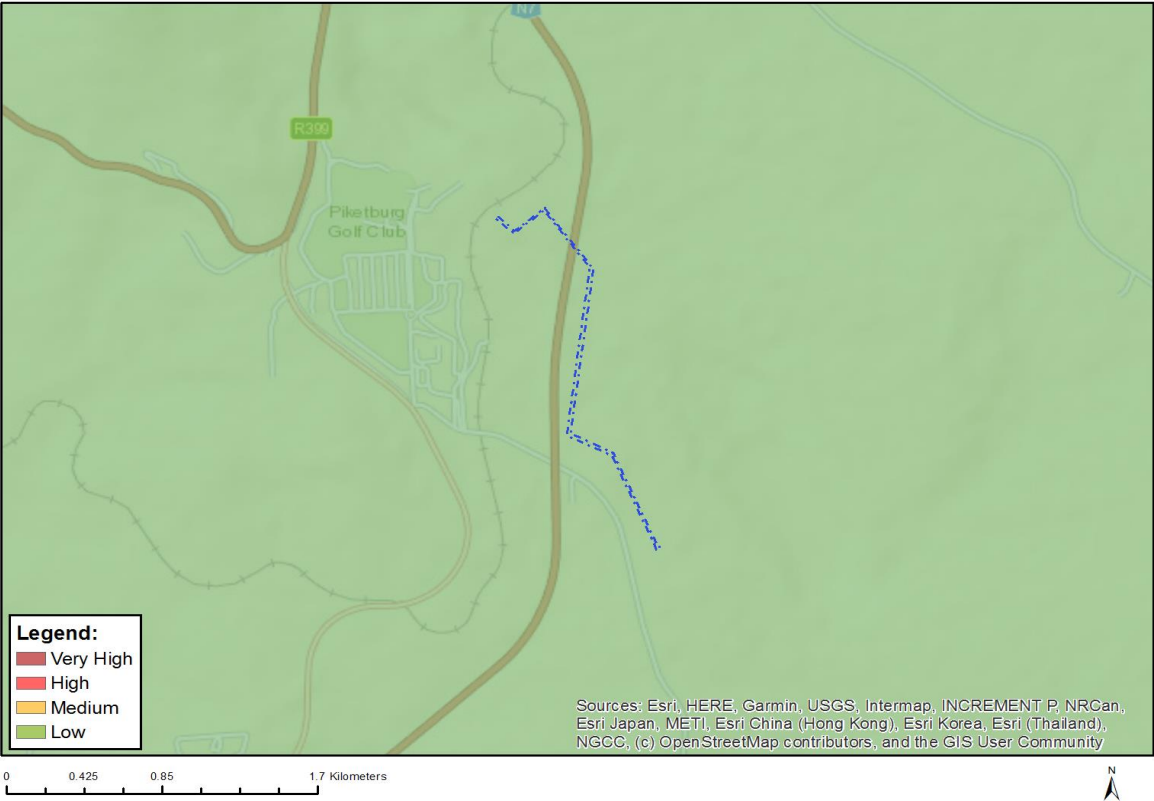 N7
R399
Piketburg
Golf Club
Legend:
Very High
High
Medium
Low
Sources: Esri, HERE, Garmin, USGS, Intermap, INCREMENT P, NRCan,
Esri Japan, METI, Esri China (Hong Kong), Esri Korea, Esri (Thailand),
NGCC, (c) OpenStreetMap contributors, and the GIS User Community
0 0.425 0.85 1.7 Kilometers
N